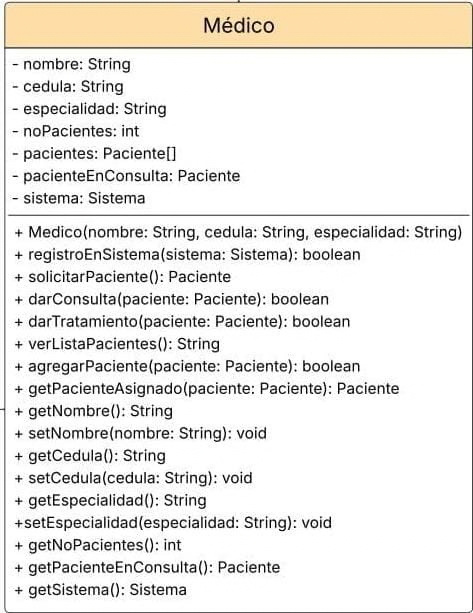 Médico
- nombre: String
- cedula: String
- especialidad: String
- noPacientes: int
- pacientes: Paciente[]
- pacienteEnConsulta: Paciente
- sistema: Sistema
+ Medico(nombre: String, cedula: String, especialidad: String)
+ registroEnSistema(sistema: Sistema): boolean
+ solicitarPaciente(): Paciente
+ darConsulta(paciente: Paciente): boolean
+ darTratamiento(paciente: Paciente): boolean
+ verListaPacientes(): String
+ agregarPaciente(paciente: Paciente): boolean
+ getPacienteAsignado(paciente: Paciente): Paciente
+ getNombre(): String
+ setNombre(nombre: String): void
+ getCedula(): String
+ setCedula(cedula: String): void
+ getEspecialidad(): String
+setEspecialidad(especialidad: String): void
+ getNoPacientes(): int
+ getPacienteEnConsulta(): Paciente
+ getSistema(): Sistema